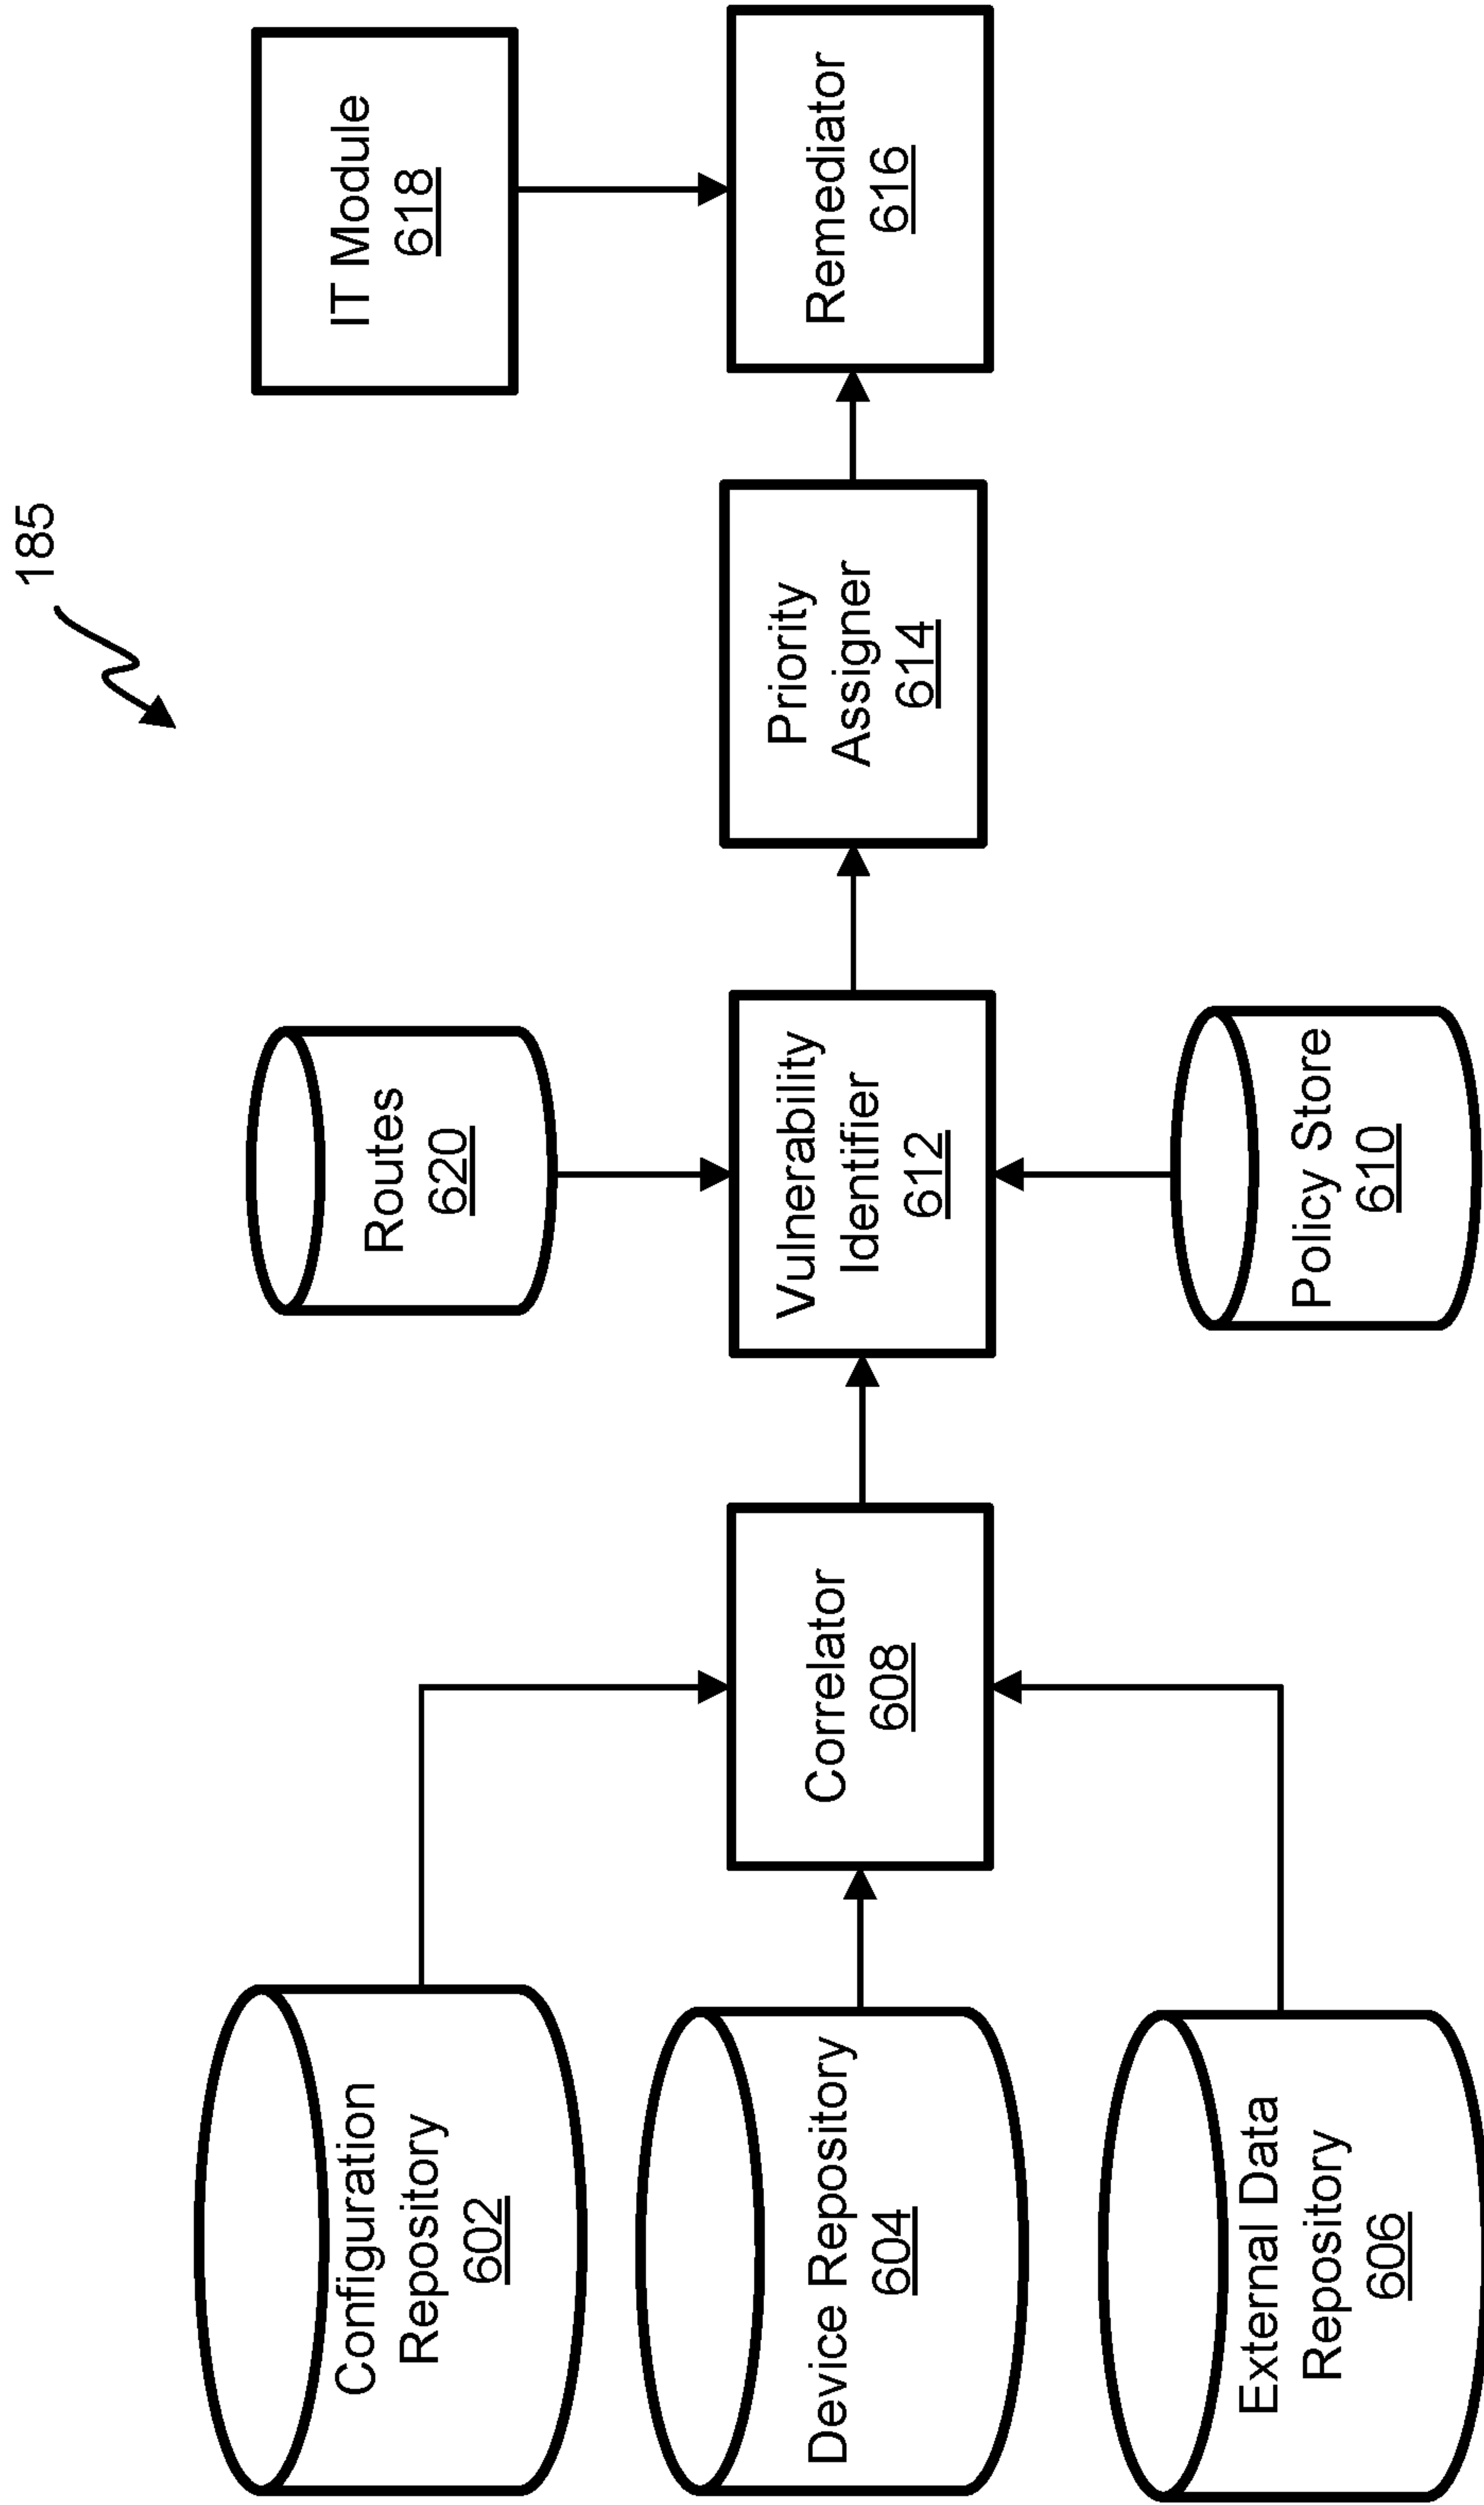 185
Configuration
Repository
602
Routes
620
IT Module
618
Device Repository
604
Correlator
608
Vulnerability
Identifier
612
Priority
Assigner
614
Remediator
616
External Data
Repository
606
Policy Store
610